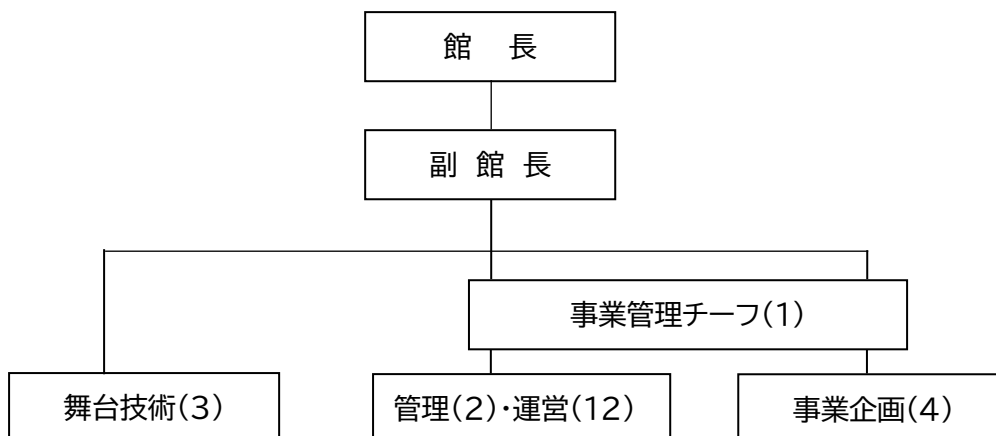 館　長
副 館 長
事業管理チーフ(1)
舞台技術(3)
管理(2)・運営(12)
事業企画(4)